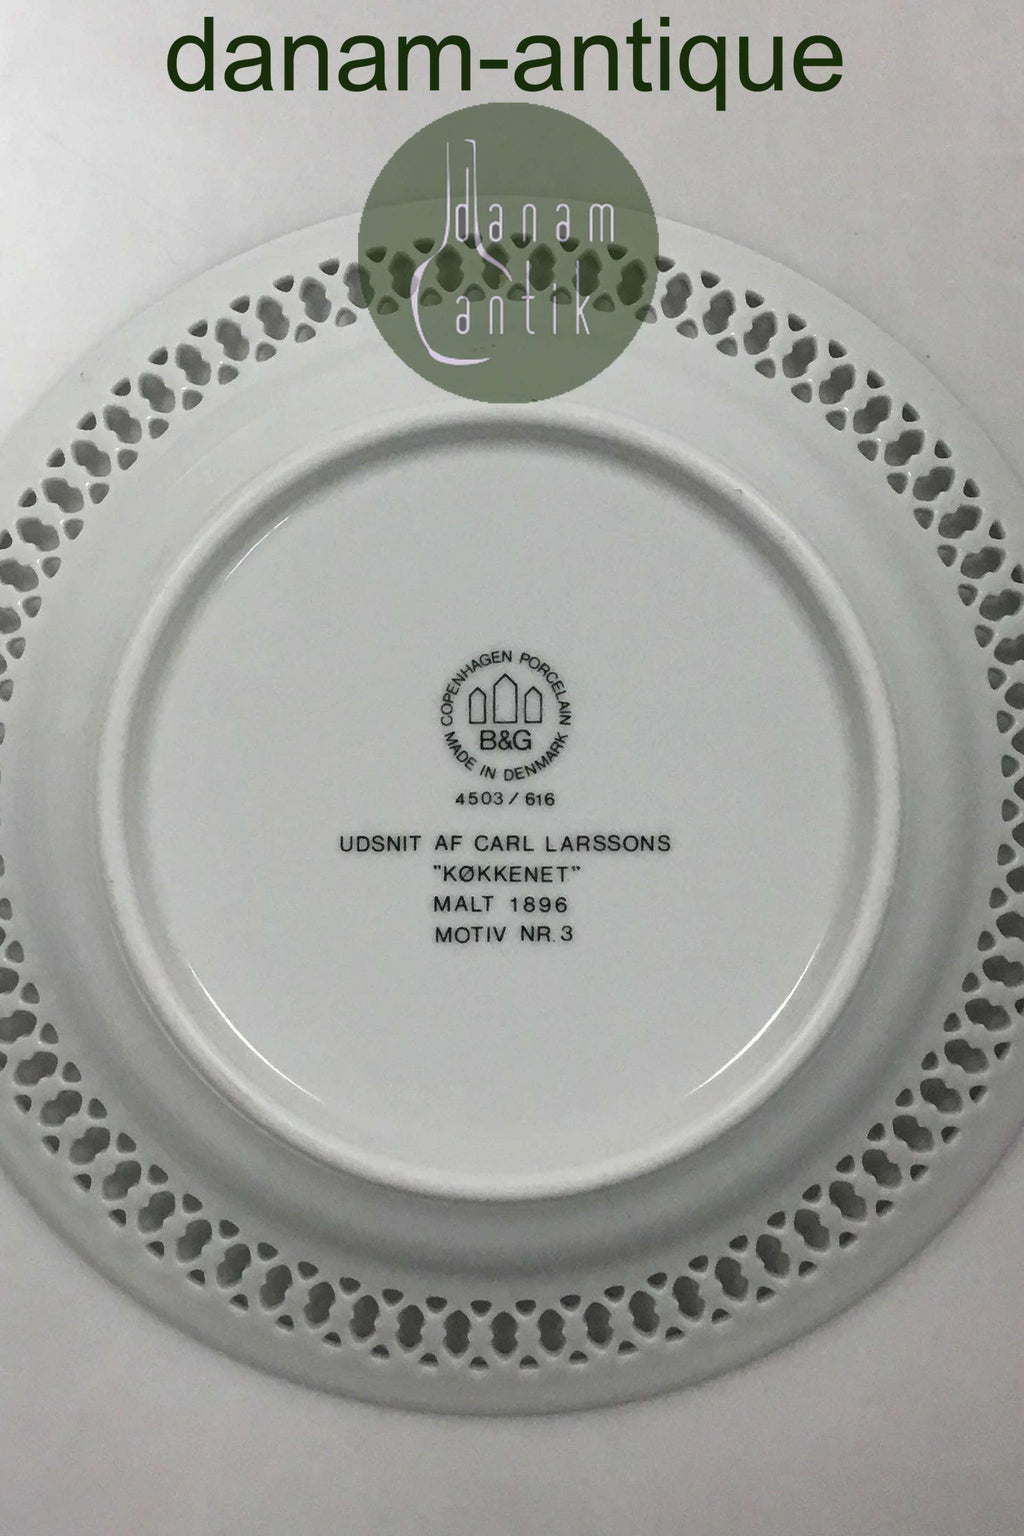 danam-antique
danam
antik
COPENHAGEN PORCELAIN
B&G
MADE IN DENMARK
4503/616
UDSNIT AF CARL LARSSONS
"KØKKENET"
MALT 1896
MOTIV NR.3